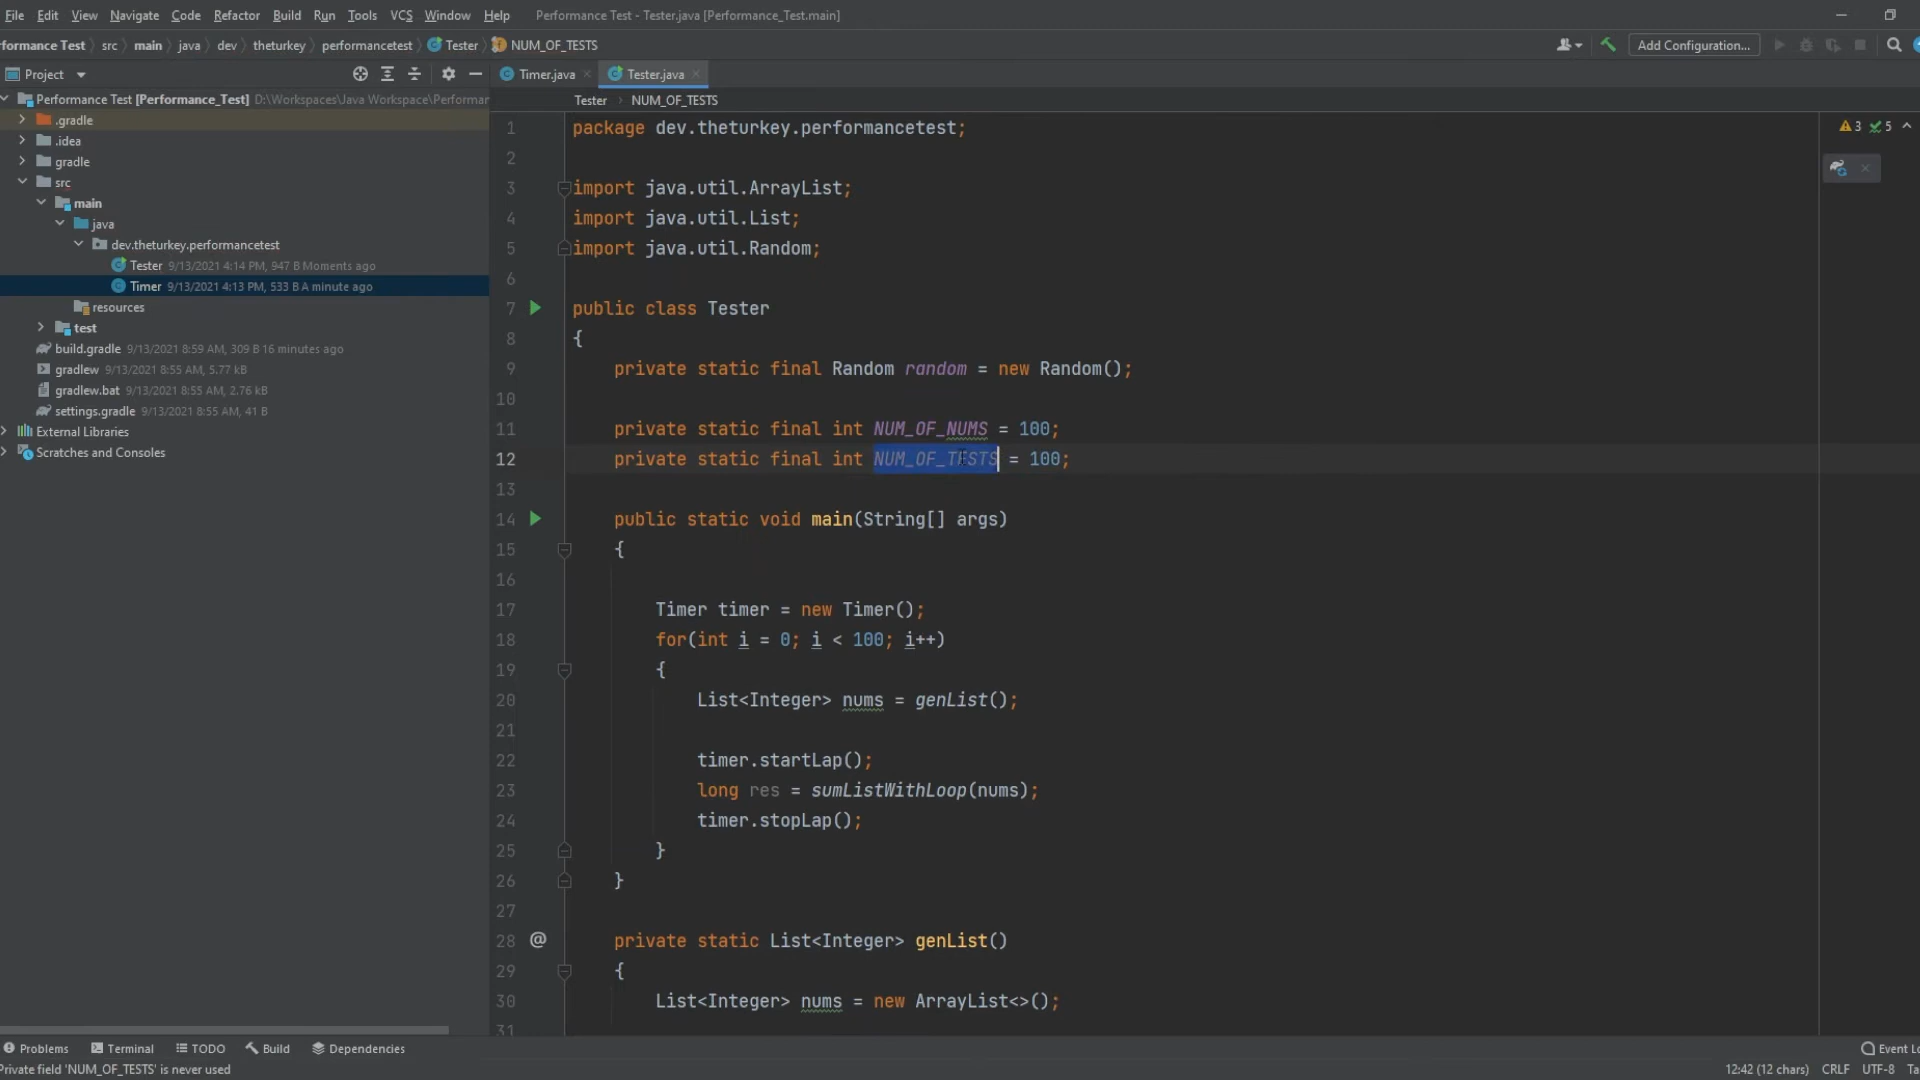 File Edit View Navigate Code Refactor Build Run Tools VCS Window Help Performance Test - Tester.java [Performance_Test.main]
formance Test src main java dev theturkey performancetest Tester NUM_OF_TESTS Add Configuration...
Project Timer.java Tester.java
Performance Test [Performance_Test] D:\Workspaces\Java Workspace\Performan
Tester NUM_OF_TESTS
.gradle
.idea
gradle
src
main
java
dev.theturkey.performancetest
Tester 9/13/2021 4:14 PM, 947 B Moments ago
Timer 9/13/2021 4:13 PM, 533 B A minute ago
resources
test
build.gradle 9/13/2021 8:59 AM, 309 B 16 minutes ago
gradlew 9/13/2021 8:55 AM, 5.77 kB
gradlew.bat 9/13/2021 8:55 AM, 2.76 kB
settings.gradle 9/13/2021 8:55 AM, 41 B
External Libraries
Scratches and Consoles
3 5
1 package dev.theturkey.performancetest;
2
3 import java.util.ArrayList;
4 import java.util.List;
5 import java.util.Random;
6
7 public class Tester
8 {
9 private static final Random random = new Random();
10
11 private static final int NUM_OF_NUMS = 100;
12 private static final int NUM_OF_TESTS = 100;
13
14 public static void main(String[] args)
15 {
16
17 Timer timer = new Timer();
18 for(int i = 0; i < 100; i++)
19 {
20 List<Integer> nums = genList();
21
22 timer.startLap();
23 long res = sumListWithLoop(nums);
24 timer.stopLap();
25 }
26 }
27
28 @ private static List<Integer> genList()
29 {
30 List<Integer> nums = new ArrayList<>();
31
Problems Terminal TODO Build Dependencies Event Lo
Private field 'NUM_OF_TESTS' is never used 12:42 (12 chars) CRLF UTF-8 Ta